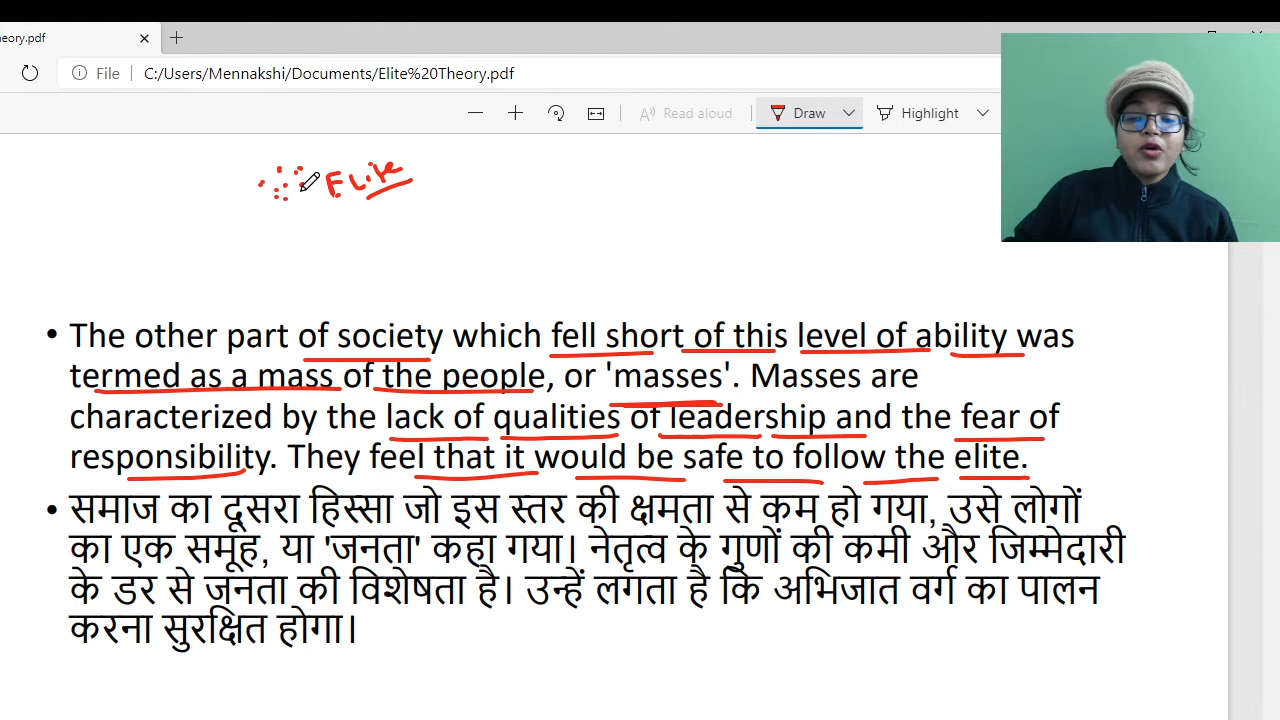 eory.pdf
File C:/Users/Mennakshi/Documents/Elite%20Theory.pdf
Read aloud Draw Highlight
Elite
• The other part of society which fell short of this level of ability was
termed as a mass of the people, or 'masses'. Masses are
characterized by the lack of qualities of leadership and the fear of
responsibility. They feel that it would be safe to follow the elite.
• समाज का दूसरा हिस्सा जो इस स्तर की क्षमता से कम हो गया, उसे लोगों
का एक समूह, या 'जनता' कहा गया। नेतृत्व के गुणों की कमी और जिम्मेदारी
के डर से जनता की विशेषता है। उन्हें लगता है कि अभिजात वर्ग का पालन
करना सुरक्षित होगा।